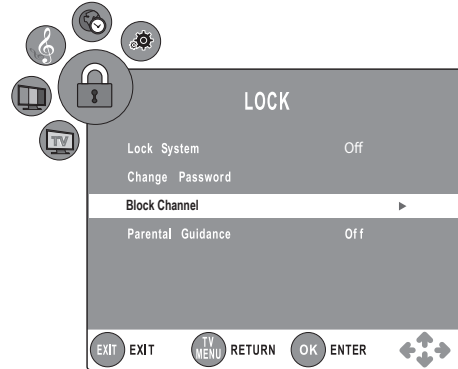 TV
LOCK
Lock System Off
Change Password
Block Channel
Parental Guidance Off
EXIT EXIT TV MENU RETURN OK ENTER